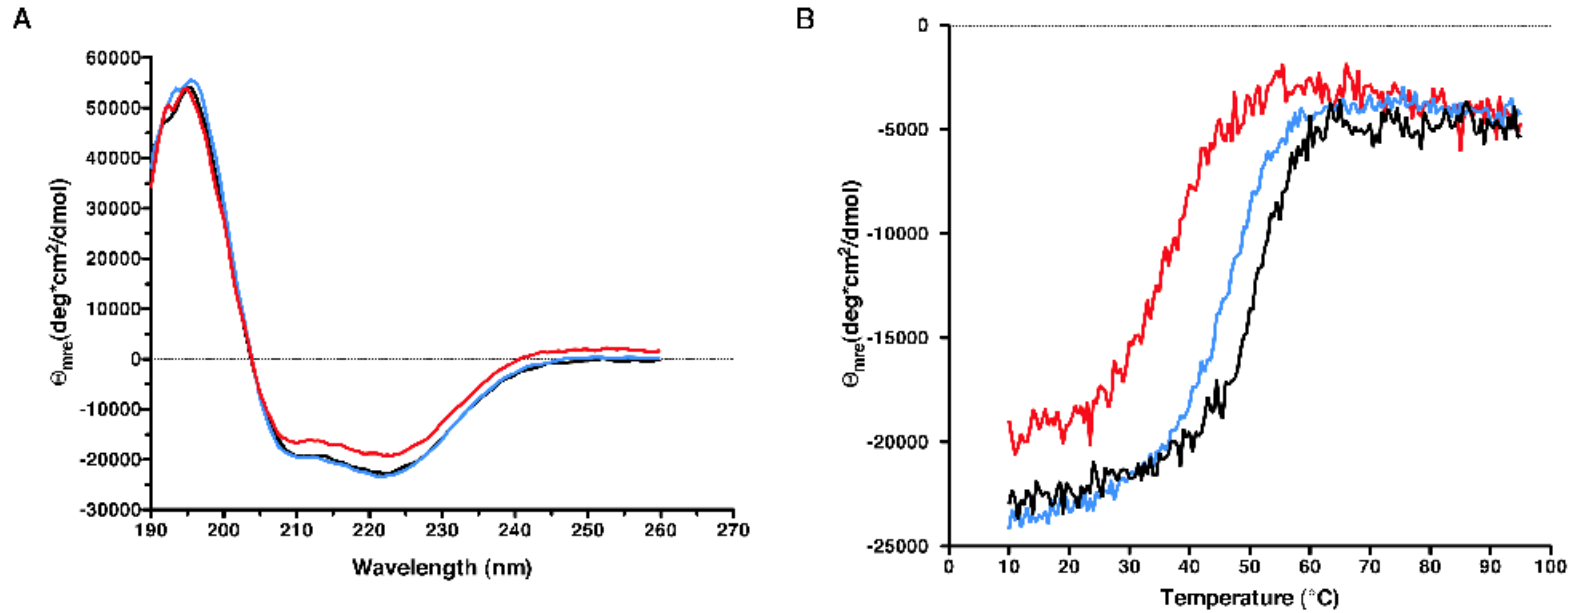 A
60000
50000
40000
30000
20000
10000
0
-10000
-20000
-30000
Θmre(deg*cm²/dmol)
190 200 210 220 230 240 250 260 270
Wavelength (nm)
B
0
-5000
-10000
-15000
-20000
-25000
Θmre(deg*cm²/dmol)
0 10 20 30 40 50 60 70 80 90 100
Temperature (°C)